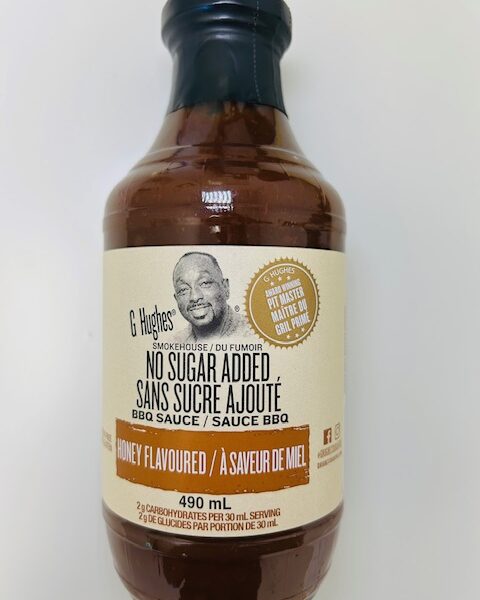 G Hughes®
G HUGHES
AWARD WINNING
PIT MASTER
MAÎTRE DU
GRIL PRIMÉ
®
SMOKEHOUSE / DU FUMOIR
NO SUGAR ADDED
SANS SUCRE AJOUTÉ
BBQ SAUCE / SAUCE BBQ
HONEY FLAVOURED / À SAVEUR DE MIEL
490 mL
2 g CARBOHYDRATES PER 30 mL SERVING
2 g DE GLUCIDES PAR PORTION DE 30 mL